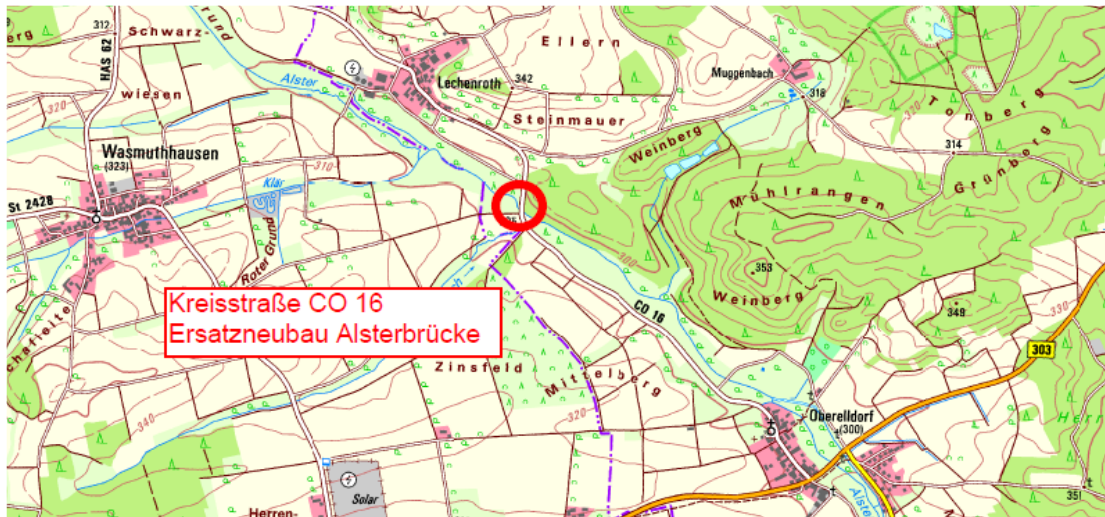 312
HAS 62
Schwarz-
wiesen
Alster
Lechenroth
342
Ellern
Muggenbach
318
Tonberg
Steinmauer
Weinberg
314
Grünberg
Mühlrangen
320
310
Wasmuthhausen
(323)
Klär
St 2428
Roter Grund
300
353
Weinberg
349
330
Kreisstraße CO 16
Ersatzneubau Alsterbrücke
CO 16
303
Zinsfeld
Mittelberg
320
340
Oberelldorf
(300)
Solar
Herren-
351